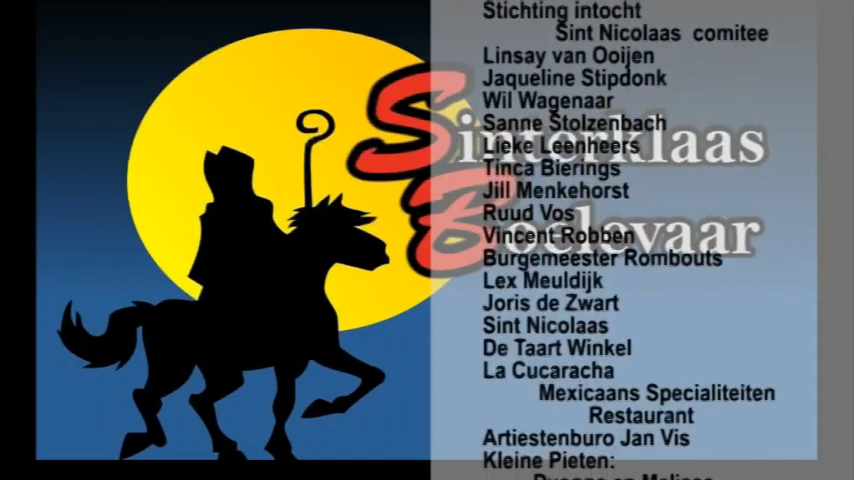 Stichting intocht
Sint Nicolaas comitee
Linsay van Ooijen
Jaqueline Stipdonk
Wil Wagenaar
Sanne Stolzenbach
Lieke Leenheers
Tinca Bierings
Jill Menkehorst
Ruud Vos
Vincent Robben
Burgemeester Rombouts
Lex Meuldijk
Joris de Zwart
Sint Nicolaas
De Taart Winkel
La Cucaracha
Mexicaans Specialiteiten
Restaurant
Artiestenburo Jan Vis
Kleine Pieten:
Sinterklaas
Boelevaar